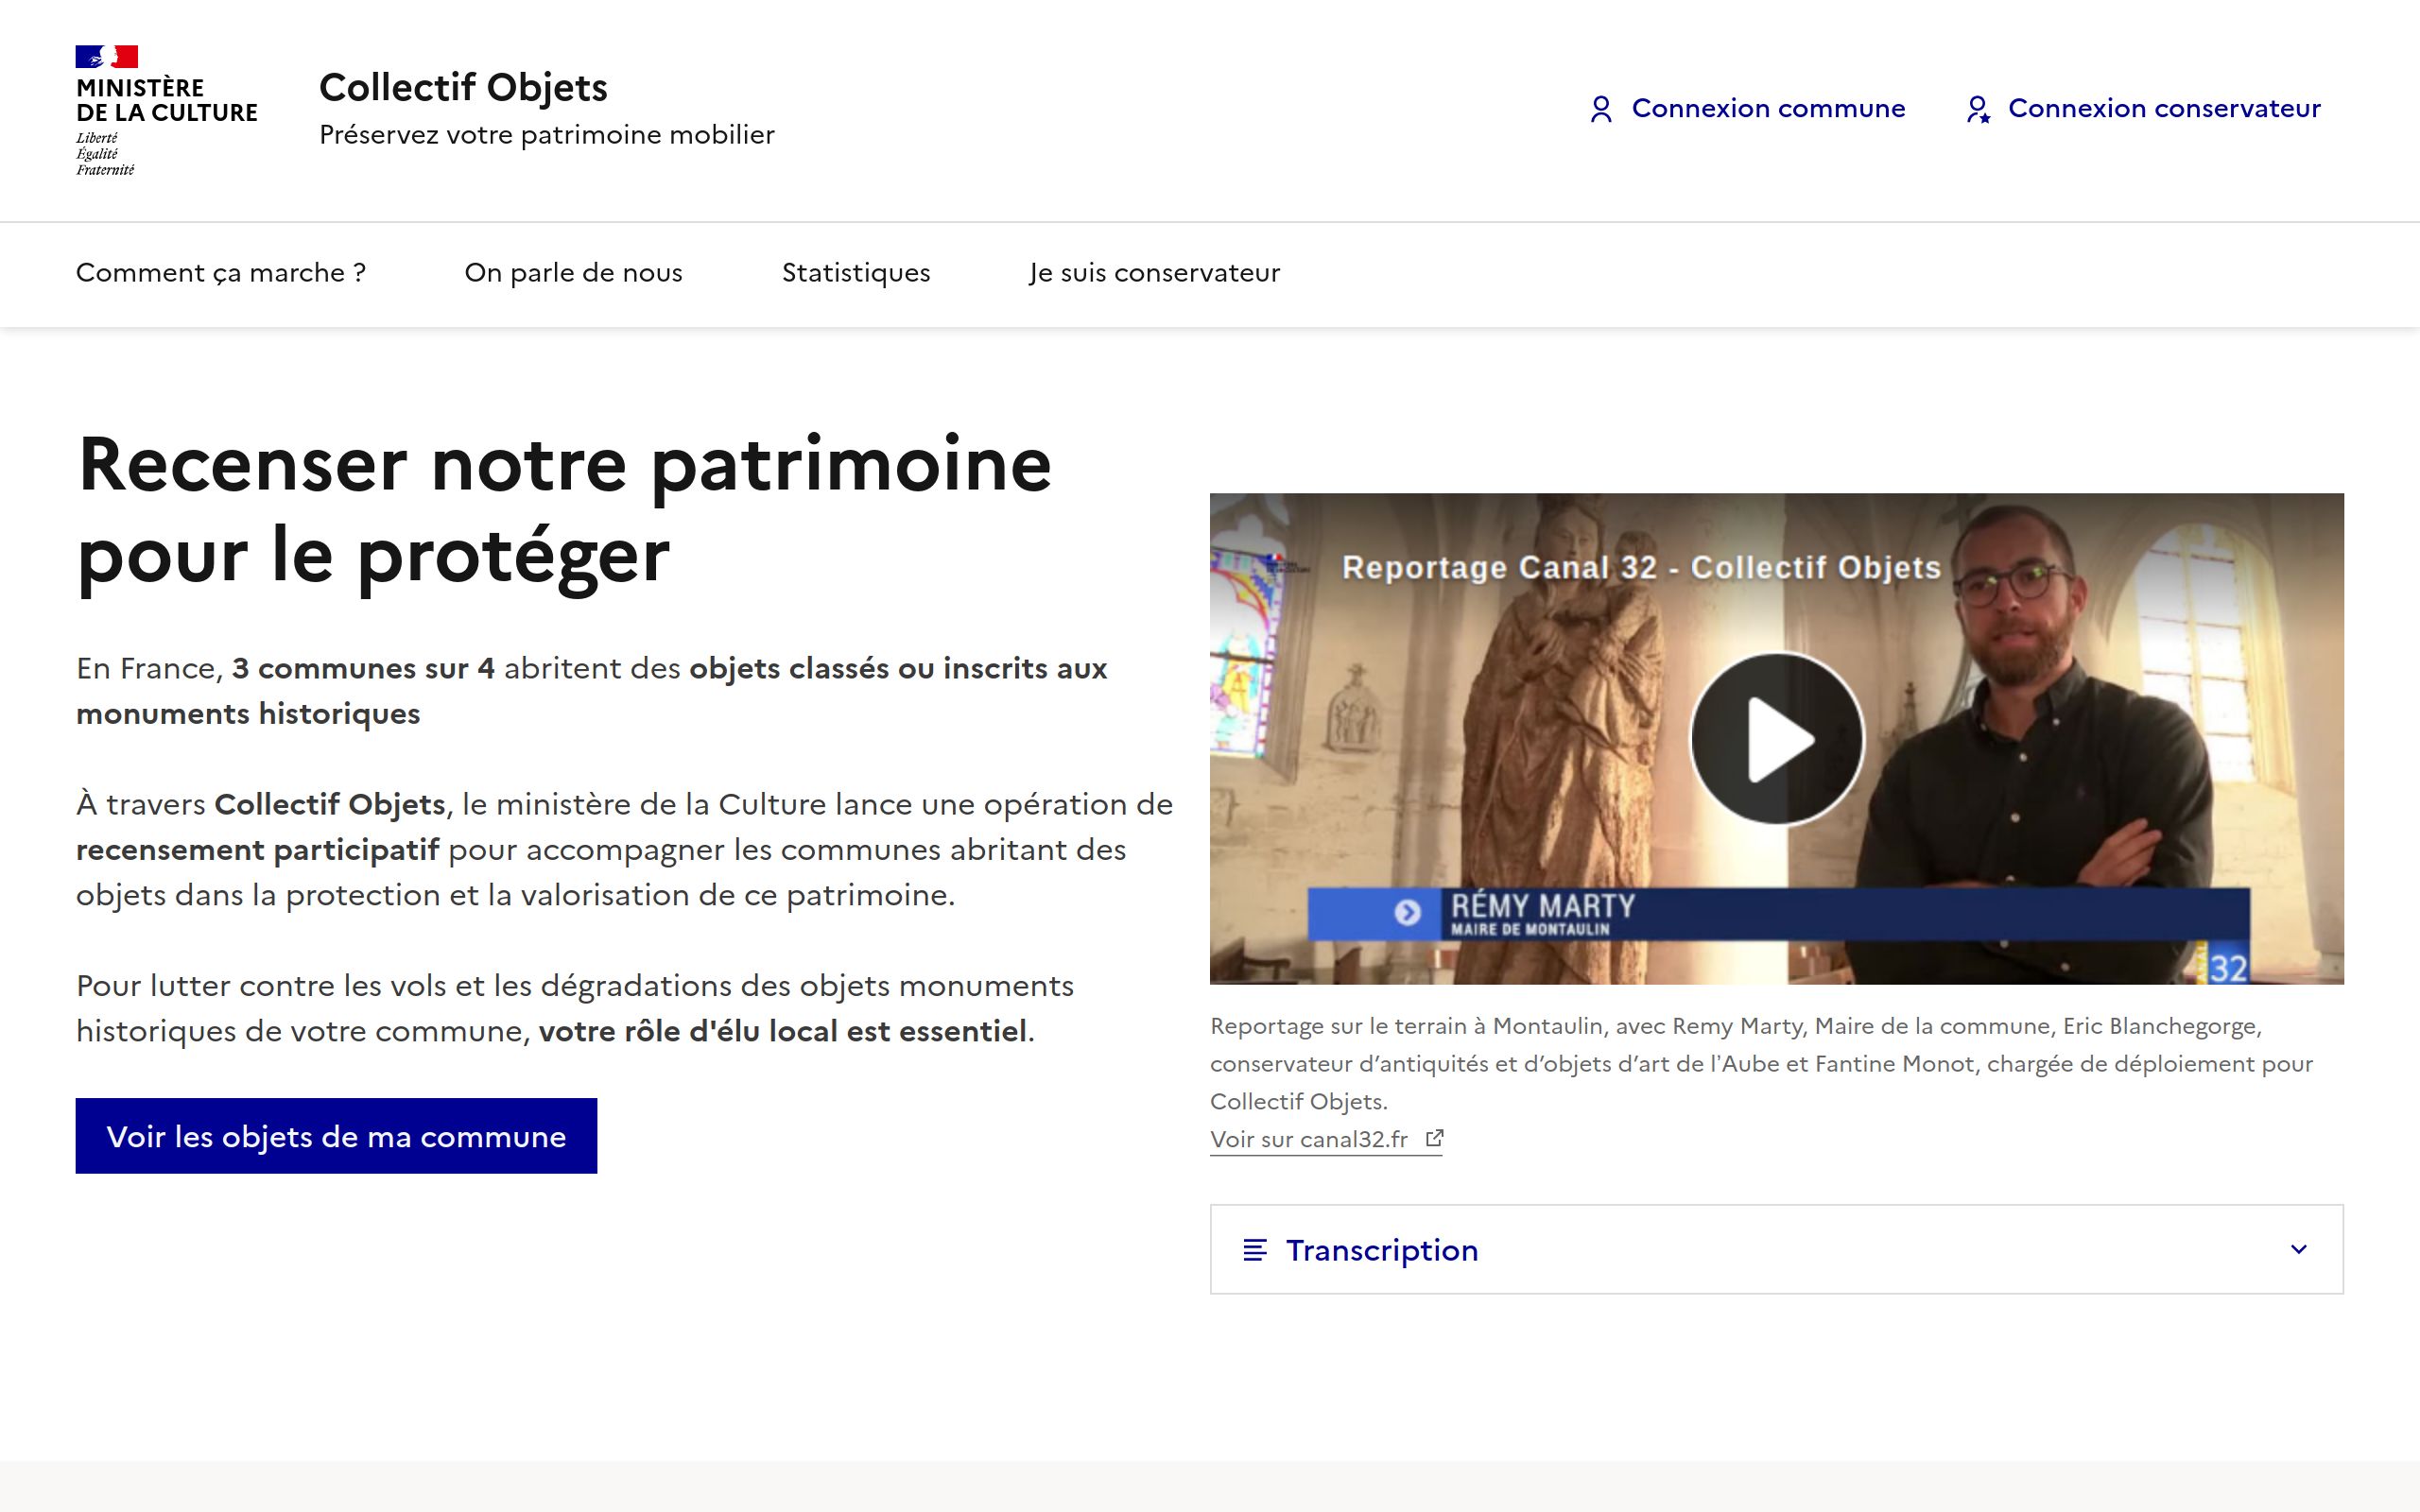 MINISTÈRE
DE LA CULTURE
Liberté
Égalité
Fraternité
Collectif Objets
Préservez votre patrimoine mobilier
Connexion commune
Connexion conservateur
Comment ça marche ?
On parle de nous
Statistiques
Je suis conservateur
Recenser notre patrimoine
pour le protéger
En France, 3 communes sur 4 abritent des objets classés ou inscrits aux
monuments historiques
À travers Collectif Objets, le ministère de la Culture lance une opération de
recensement participatif pour accompagner les communes abritant des
objets dans la protection et la valorisation de ce patrimoine.
Pour lutter contre les vols et les dégradations des objets monuments
historiques de votre commune, votre rôle d'élu local est essentiel.
Voir les objets de ma commune
Reportage Canal 32 - Collectif Objets
RÉMY MARTY
MAIRE DE MONTAULIN
CANAL 32
Reportage sur le terrain à Montaulin, avec Remy Marty, Maire de la commune, Eric Blanchegorge,
conservateur d’antiquités et d’objets d’art de l’Aube et Fantine Monot, chargée de déploiement pour
Collectif Objets.
Voir sur canal32.fr
Transcription